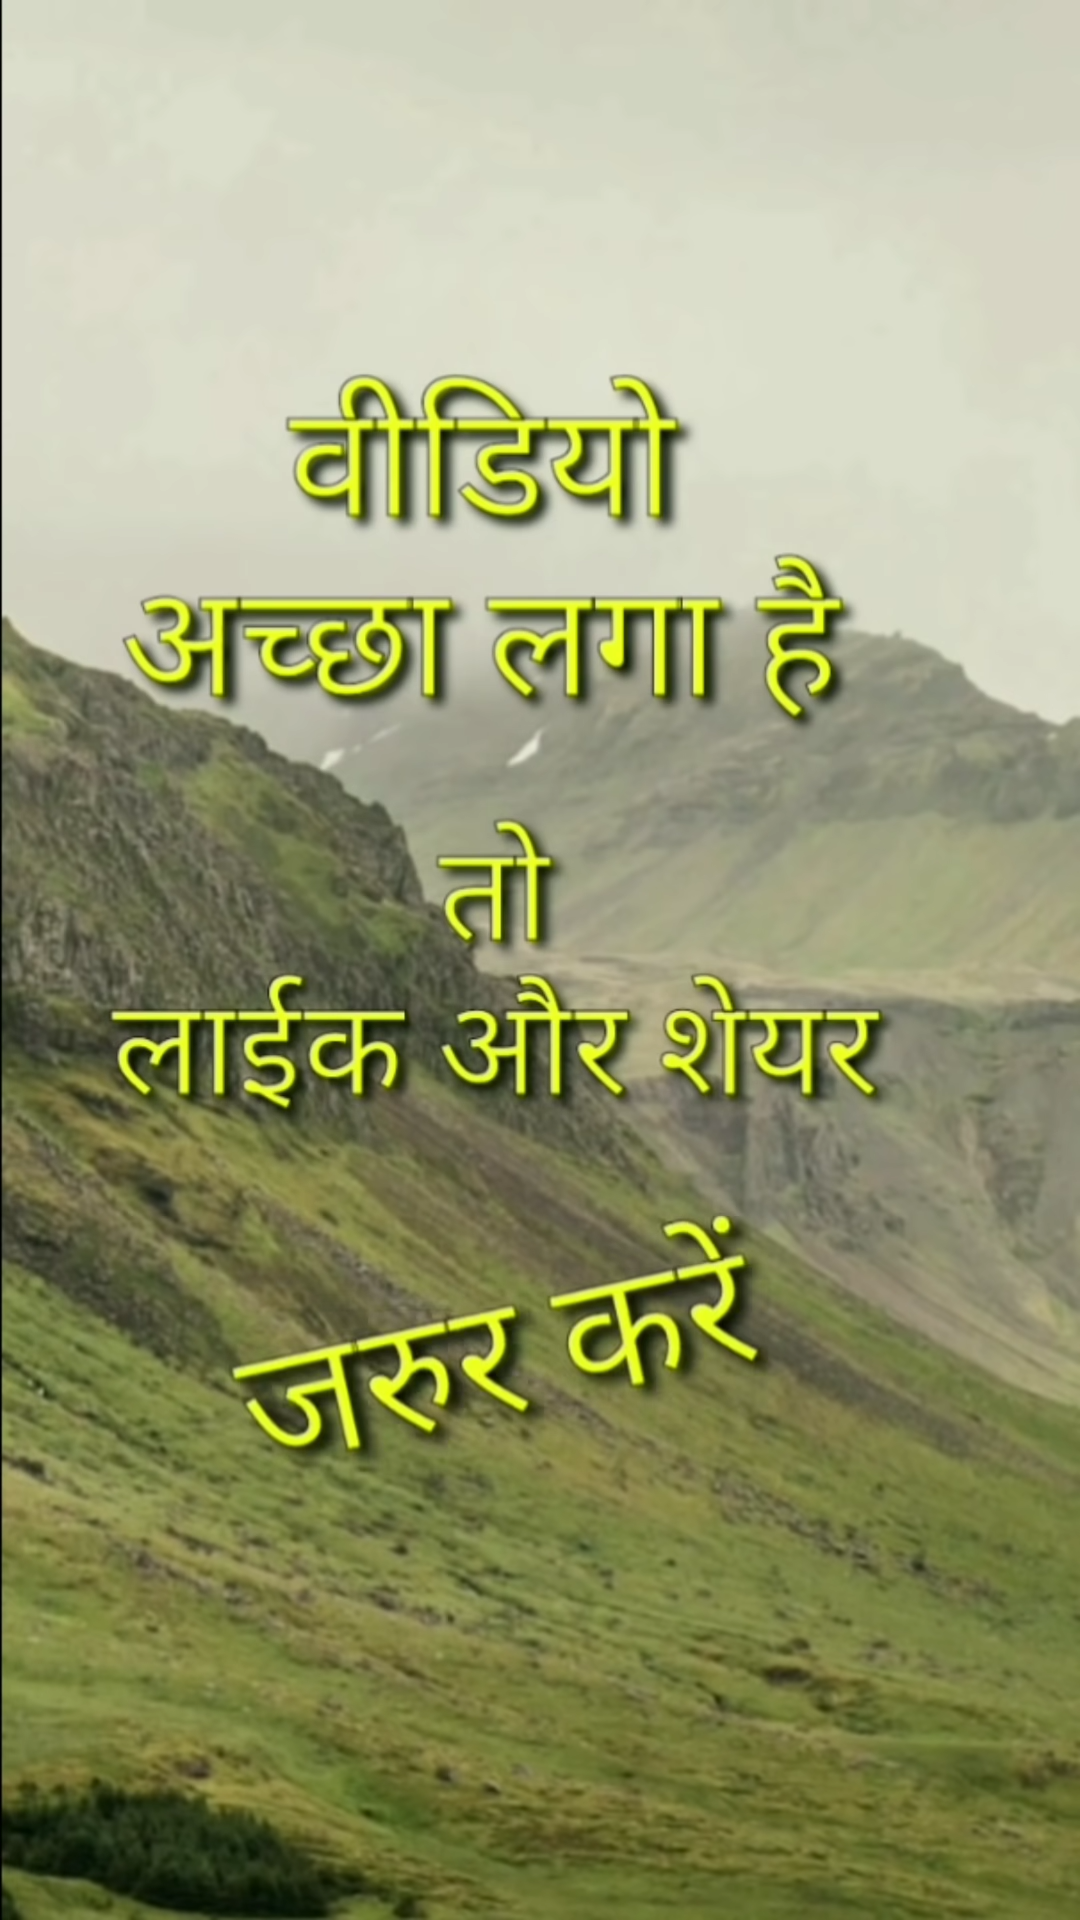 वीडियो
अच्छा लगा है
तो
लाईक और शेयर
जरुर करें